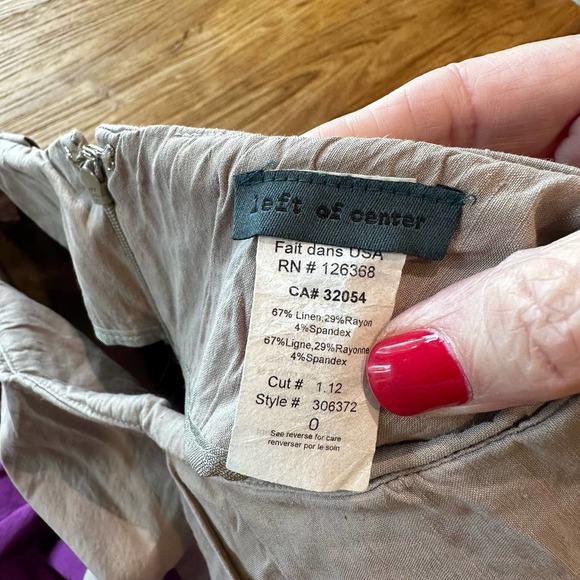 left of center
Fait dans USA
RN # 126368
CA# 32054
67% Linen,29%Rayon
4%Spandex
67%Ligne,29%Rayonne
4%Spandex
Cut # 1.12
Style # 306372
0
See reverse for care
renverser por le soin